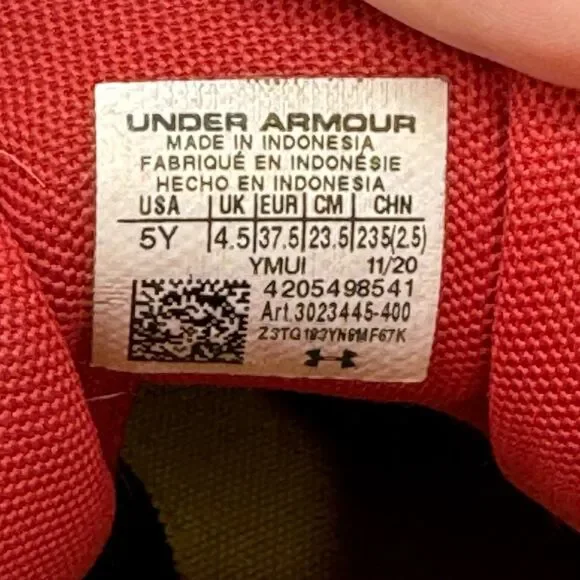 UNDER ARMOUR
MADE IN INDONESIA
FABRIQUÉ EN INDONÉSIE
HECHO EN INDONESIA
USA UK EUR CM CHN
5Y 4.5 37.5 23.5 235(2.5)
YMUI 11/20
4205498541
Art.3023445-400